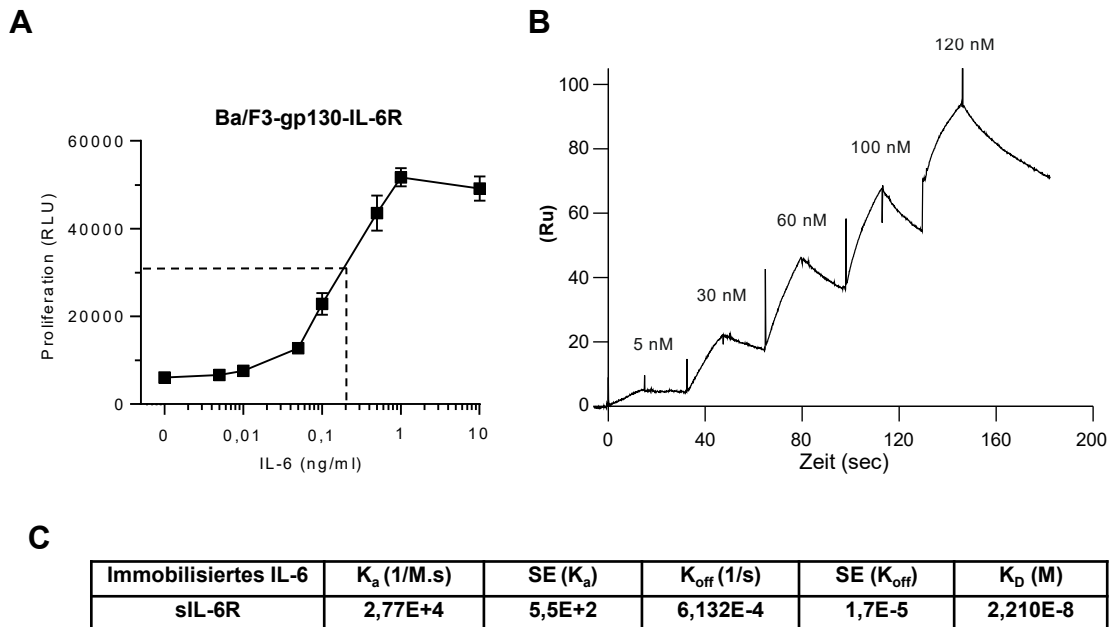 A
Ba/F3-gp130-IL-6R
Proliferation (RLU)
60000
40000
20000
0
0 0,01 0,1 1 10
IL-6 (ng/ml)
B
120 nM
100 nM
60 nM
30 nM
5 nM
(Ru)
100
80
60
40
20
0
0 40 80 120 160 200
Zeit (sec)
C
Immobilisiertes IL-6 Ka (1/M.s) SE (Ka) Koff (1/s) SE (Koff) KD (M)
sIL-6R 2,77E+4 5,5E+2 6,132E-4 1,7E-5 2,210E-8